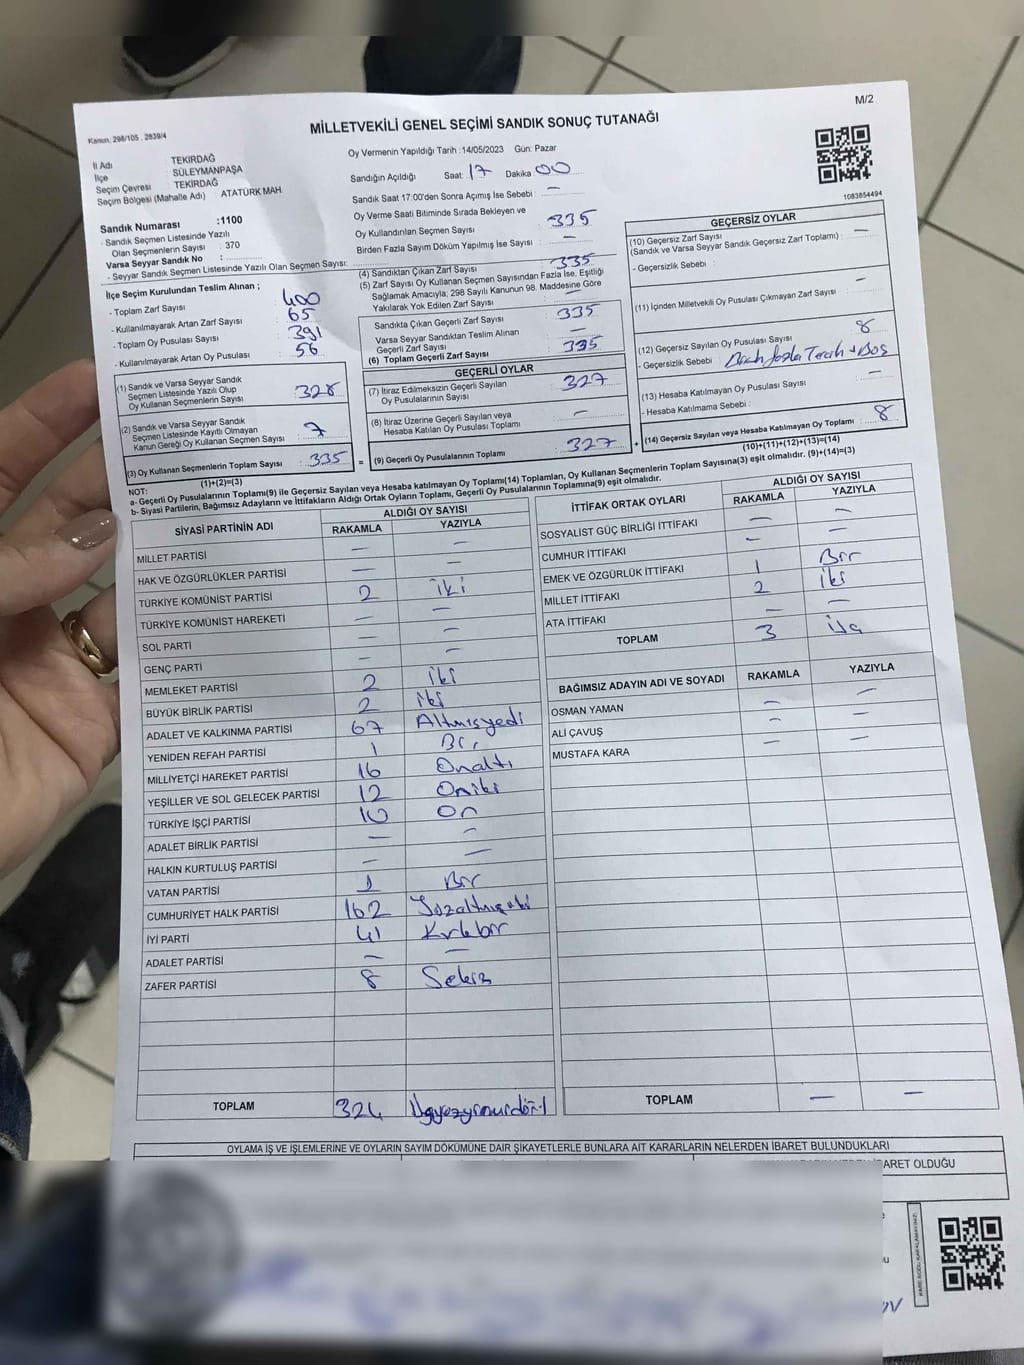 M/2
Kanun, 298/105 , 2839/4
MİLLETVEKİLİ GENEL SEÇİMİ SANDIK SONUÇ TUTANAĞI
İl Adı TEKİRDAĞ
İlçe SÜLEYMANPAŞA
Seçim Çevresi : TEKİRDAĞ
Seçim Bölgesi (Mahalle Adı) : ATATÜRK MAH.
Sandık Numarası :1100
- Sandık Seçmen Listesinde Yazılı
Olan Seçmenlerin Sayısı : 370
Varsa Seyyar Sandık No :
- Seyyar Sandık Seçmen Listesinde Yazılı Olan Seçmen Sayısı:
İlçe Seçim Kurulundan Teslim Alınan ;
- Toplam Zarf Sayısı : 400
- Kullanılmayarak Artan Zarf Sayısı : 65
- Toplam Oy Pusulası Sayısı : 391
- Kullanılmayarak Artan Oy Pusulası : 56
(1) Sandık ve Varsa Seyyar Sandık
Seçmen Listesinde Yazılı Olup
Oy Kullanan Seçmenlerin Sayısı : 328
(2) Sandık ve Varsa Seyyar Sandık
Seçmen Listesinde Kayıtlı Olmayan
Kanun Gereği Oy Kullanan Seçmen Sayısı : 7
(3) Oy Kullanan Seçmenlerin Toplam Sayısı : 335
(1)+(2)=(3)
Oy Vermenin Yapıldığı Tarih :14/05/2023 Gün: Pazar
Sandığın Açıldığı Saat : 17 Dakika 00
Sandık Saat 17:00'den Sonra Açımış İse Sebebi : –
Oy Verme Saati Bitiminde Sırada Bekleyen ve
Oy Kullandırılan Seçmen Sayısı : 335
Birden Fazla Sayım Döküm Yapılmış İse Sayısı : –
(4) Sandıktan Çıkan Zarf Sayısı : 335
(5) Zarf Sayısı Oy Kullanan Seçmen Sayısından Fazla İse, Eşitliği
Sağlamak Amacıyla; 298 Sayılı Kanunun 98. Maddesine Göre
Yakılarak Yok Edilen Zarf Sayısı : –
Sandıkta Çıkan Geçerli Zarf Sayısı : 335
Varsa Seyyar Sandıktan Teslim Alınan
Geçerli Zarf Sayısı : –
(6) Toplam Geçerli Zarf Sayısı : 335
GEÇERLİ OYLAR
(7) İtiraz Edilmeksizin Geçerli Sayılan
Oy Pusulalarının Sayısı : 327
(8) İtiraz Üzerine Geçerli Sayılan veya
Hesaba Katılan Oy Pusulası Toplamı : –
= (9) Geçerli Oy Pusulalarının Toplamı : 327 +
1083854494
GEÇERSİZ OYLAR
(10) Geçersiz Zarf Sayısı
(Sandık ve Varsa Seyyar Sandık Geçersiz Zarf Toplamı) : –
- Geçersizlik Sebebi :
(11) İçinden Milletvekili Oy Pusulası Çıkmayan Zarf Sayısı : –
(12) Geçersiz Sayılan Oy Pusulası Sayısı : 8
- Geçersizlik Sebebi : fazla Tercih + Boş
(13) Hesaba Katılmayan Oy Pusulası Sayısı : –
- Hesaba Katılmama Sebebi :
(14) Geçersiz Sayılan veya Hesaba Katılmayan Oy Toplamı : 8
(10)+(11)+(12)+(13)=(14)
NOT:
a- Geçerli Oy Pusulalarının Toplamı(9) ile Geçersiz Sayılan veya Hesaba katılmayan Oy Toplamı(14) Toplamları, Oy Kullanan Seçmenlerin Toplam Sayısına(3) eşit olmalıdır. (9)+(14)=(3)
b- Siyasi Partilerin, Bağımsız Adayların ve İttifakların Aldığı Ortak Oyların Toplamı, Geçerli Oy Pusulalarının Toplamına(9) eşit olmalıdır.
SİYASİ PARTİNİN ADI ALDIĞI OY SAYISI
RAKAMLA YAZIYLA
MİLLET PARTİSİ – –
HAK VE ÖZGÜRLÜKLER PARTİSİ – –
TÜRKİYE KOMÜNİST PARTİSİ 2 iki
TÜRKİYE KOMÜNİST HAREKETİ – –
SOL PARTİ – –
GENÇ PARTİ – –
MEMLEKET PARTİSİ 2 iki
BÜYÜK BİRLİK PARTİSİ 2 iki
ADALET VE KALKINMA PARTİSİ 67 Altmışyedi
YENİDEN REFAH PARTİSİ 1 Bir
MİLLİYETÇİ HAREKET PARTİSİ 16 Onaltı
YEŞİLLER VE SOL GELECEK PARTİSİ 12 Oniki
TÜRKİYE İŞÇİ PARTİSİ 10 On
ADALET BİRLİK PARTİSİ – –
HALKIN KURTULUŞ PARTİSİ – –
VATAN PARTİSİ 1 Bir
CUMHURİYET HALK PARTİSİ 162 Yüzaltmışiki
İYİ PARTİ 41 Kırkbir
ADALET PARTİSİ – –
ZAFER PARTİSİ 8 Sekiz
TOPLAM 324 Üçyüzyirmidört
İTTİFAK ORTAK OYLARI ALDIĞI OY SAYISI
RAKAMLA YAZIYLA
SOSYALİST GÜÇ BİRLİĞİ İTTİFAKI – –
CUMHUR İTTİFAKI – –
EMEK VE ÖZGÜRLÜK İTTİFAKI 1 Bir
MİLLET İTTİFAKI 2 iki
ATA İTTİFAKI – –
TOPLAM 3 üç
BAĞIMSIZ ADAYIN ADI VE SOYADI RAKAMLA YAZIYLA
OSMAN YAMAN – –
ALİ ÇAVUŞ – –
MUSTAFA KARA – –
TOPLAM – –
OYLAMA İŞ VE İŞLEMLERİNE VE OYLARIN SAYIM DÖKÜMÜNE DAİR ŞİKAYETLERLE BUNLARA AİT KARARLARIN NELERDEN İBARET BULUNDUKLARI
ARET OLDUĞU